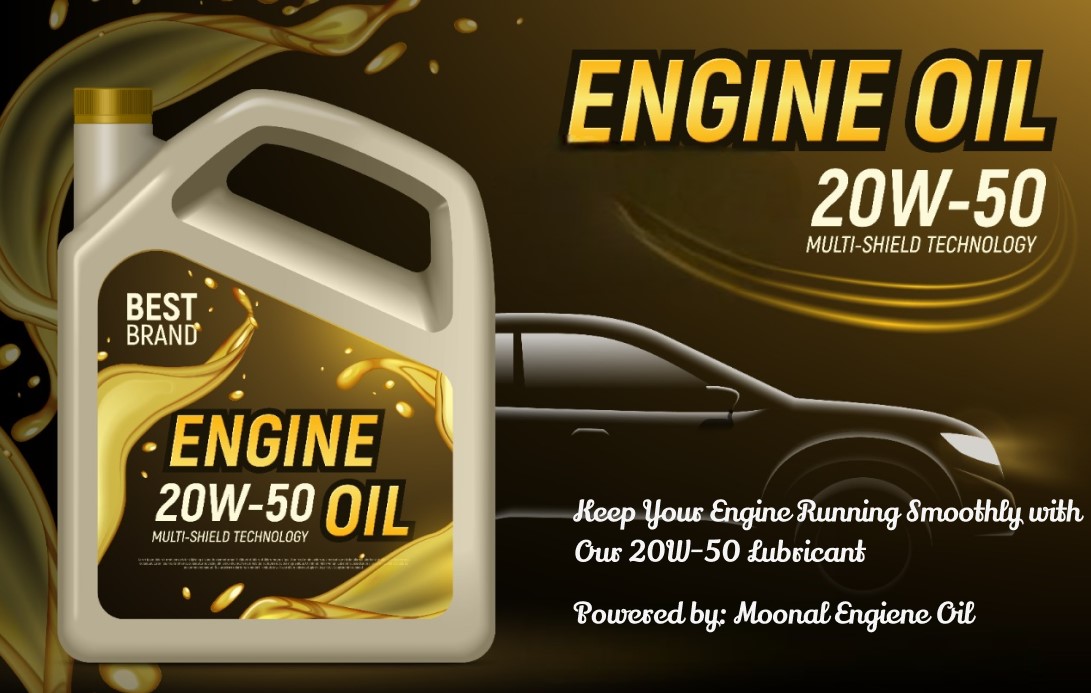 ENGINE OIL
20W-50
MULTI-SHIELD TECHNOLOGY
BEST
BRAND
ENGINE
20W-50 OIL
MULTI-SHIELD TECHNOLOGY
Keep Your Engine Running Smoothly with
Our 20W-50 Lubricant
Powered by: Moonal Engiene Oil